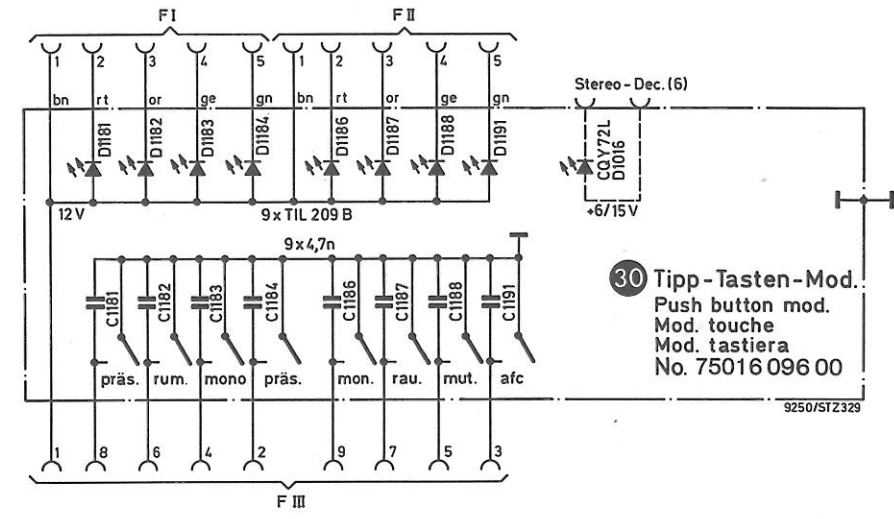 F I F II
1 2 3 4 5 1 2 3 4 5
bn rt or ge gn bn rt or ge gn
Stereo-Dec.(6)
D1181 D1182 D1183 D1184 D1186 D1187 D1188 D1191
CQY72L
D1016
12 V 9 x TIL 209 B +6/15 V
9 x 4,7n
C1181 C1182 C1183 C1184 C1186 C1187 C1188 C1191
präs. rum. mono präs. mon. rau. mut. afc
30 Tipp-Tasten-Mod.
Push button mod.
Mod. touche
Mod. tastiera
No. 75016 096 00
9250/STZ329
1 8 6 4 2 9 7 5 3
F III